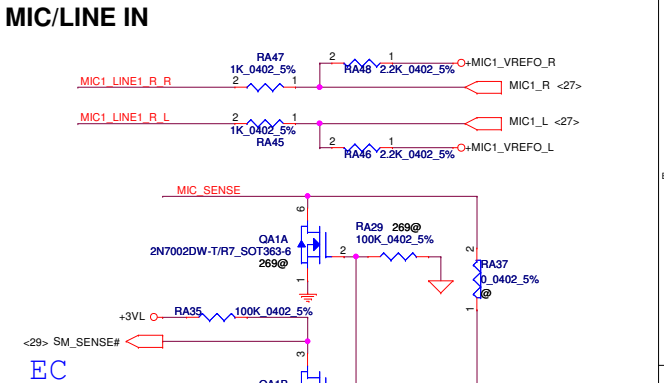 MIC/LINE IN
RA47
1K_0402_5%
2 1
MIC1_LINE1_R_R
2 1
RA48 2.2K_0402_5%
+MIC1_VREFO_R
MIC1_R <27>
MIC1_LINE1_R_L
2 1
1K_0402_5%
RA45
MIC1_L <27>
2 1
RA46 2.2K_0402_5%
+MIC1_VREFO_L
MIC_SENSE
6
QA1A
2N7002DW-T/R7_SOT363-6
269@
2
1
RA29 269@
100K_0402_5%
2
RA37
0_0402_5%
@
1
+3VL
RA35 100K_0402_5%
<29> SM_SENSE#
3
EC
QA1B